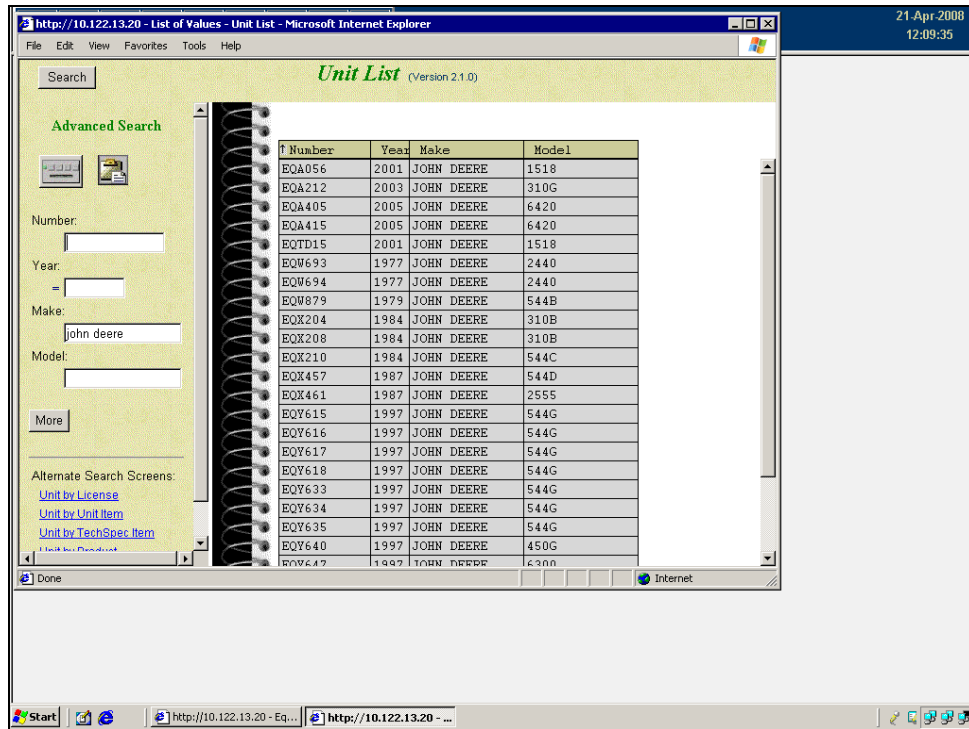 http://10.122.13.20 - List of Values - Unit List - Microsoft Internet Explorer
21-Apr-2008
12:09:35
File Edit View Favorites Tools Help
Search
Unit List (Version 2.1.0)
Advanced Search
Number:
Year:
=
Make:
john deere
Model:
More
Alternate Search Screens:
Unit by License
Unit by Unit Item
Unit by TechSpec Item
Unit by Product
↑ Number Year Make Model
EQA056 2001 JOHN DEERE 1518
EQA212 2003 JOHN DEERE 310G
EQA405 2005 JOHN DEERE 6420
EQA415 2005 JOHN DEERE 6420
EQTD15 2001 JOHN DEERE 1518
EQW693 1977 JOHN DEERE 2440
EQW694 1977 JOHN DEERE 2440
EQW879 1979 JOHN DEERE 544B
EQX204 1984 JOHN DEERE 310B
EQX208 1984 JOHN DEERE 310B
EQX210 1984 JOHN DEERE 544C
EQX457 1987 JOHN DEERE 544D
EQX461 1987 JOHN DEERE 2555
EQY615 1997 JOHN DEERE 544G
EQY616 1997 JOHN DEERE 544G
EQY617 1997 JOHN DEERE 544G
EQY618 1997 JOHN DEERE 544G
EQY633 1997 JOHN DEERE 544G
EQY634 1997 JOHN DEERE 544G
EQY635 1997 JOHN DEERE 544G
EQY640 1997 JOHN DEERE 450G
EQY647 1997 JOHN DEERE 6300
Done
Internet
Start
http://10.122.13.20 - Eq...
http://10.122.13.20 - ...